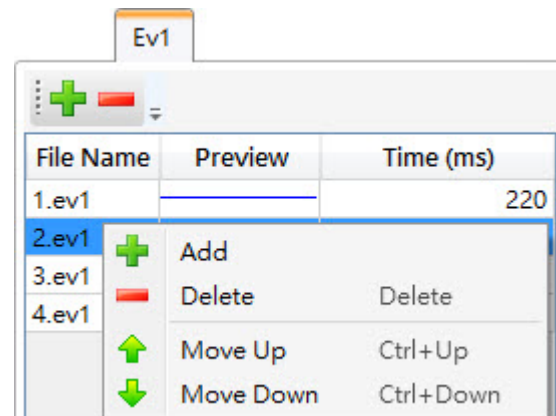 Ev1
File Name Preview Time (ms)
1.ev1 220
2.ev1
3.ev1
4.ev1
Add
Delete Delete
Move Up Ctrl+Up
Move Down Ctrl+Down